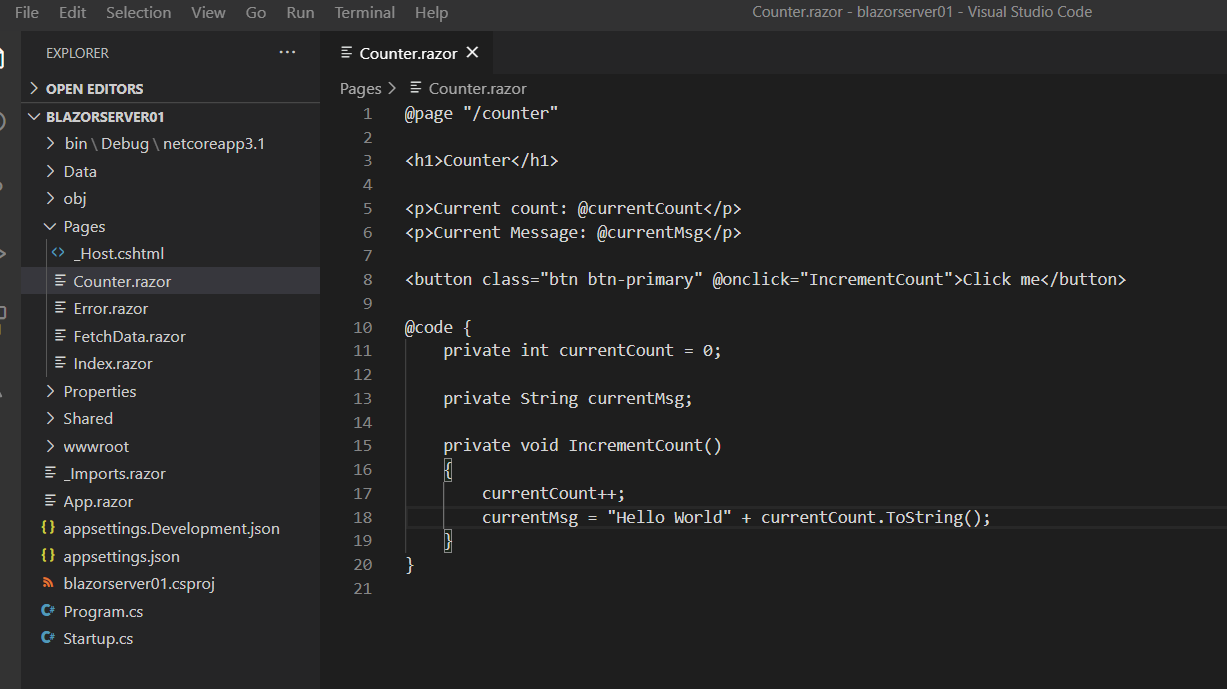 File Edit Selection View Go Run Terminal Help
Counter.razor - blazorserver01 - Visual Studio Code
EXPLORER ...
OPEN EDITORS
BLAZORSERVER01
bin \ Debug \ netcoreapp3.1
Data
obj
Pages
_Host.cshtml
Counter.razor
Error.razor
FetchData.razor
Index.razor
Properties
Shared
wwwroot
_Imports.razor
App.razor
{} appsettings.Development.json
{} appsettings.json
blazorserver01.csproj
C# Program.cs
C# Startup.cs
Counter.razor
Pages > Counter.razor
1 @page "/counter"
2
3 <h1>Counter</h1>
4
5 <p>Current count: @currentCount</p>
6 <p>Current Message: @currentMsg</p>
7
8 <button class="btn btn-primary" @onclick="IncrementCount">Click me</button>
9
10 @code {
11     private int currentCount = 0;
12
13     private String currentMsg;
14
15     private void IncrementCount()
16     {
17         currentCount++;
18         currentMsg = "Hello World" + currentCount.ToString();
19     }
20 }
21